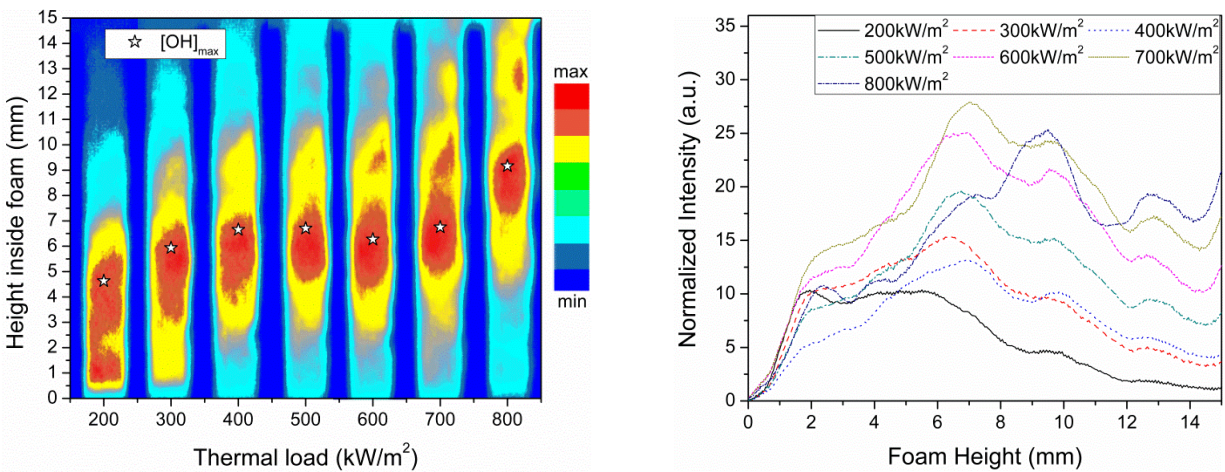 Height inside foam (mm)
15
14
13
12
11
10
9
8
7
6
5
4
3
2
1
0
☆ [OH]max
200 300 400 500 600 700 800
Thermal load (kW/m²)
max
min
Normalized Intensity (a.u.)
35
30
25
20
15
10
5
0
200kW/m² 300kW/m² 400kW/m²
500kW/m² 600kW/m² 700kW/m²
800kW/m²
0 2 4 6 8 10 12 14
Foam Height (mm)